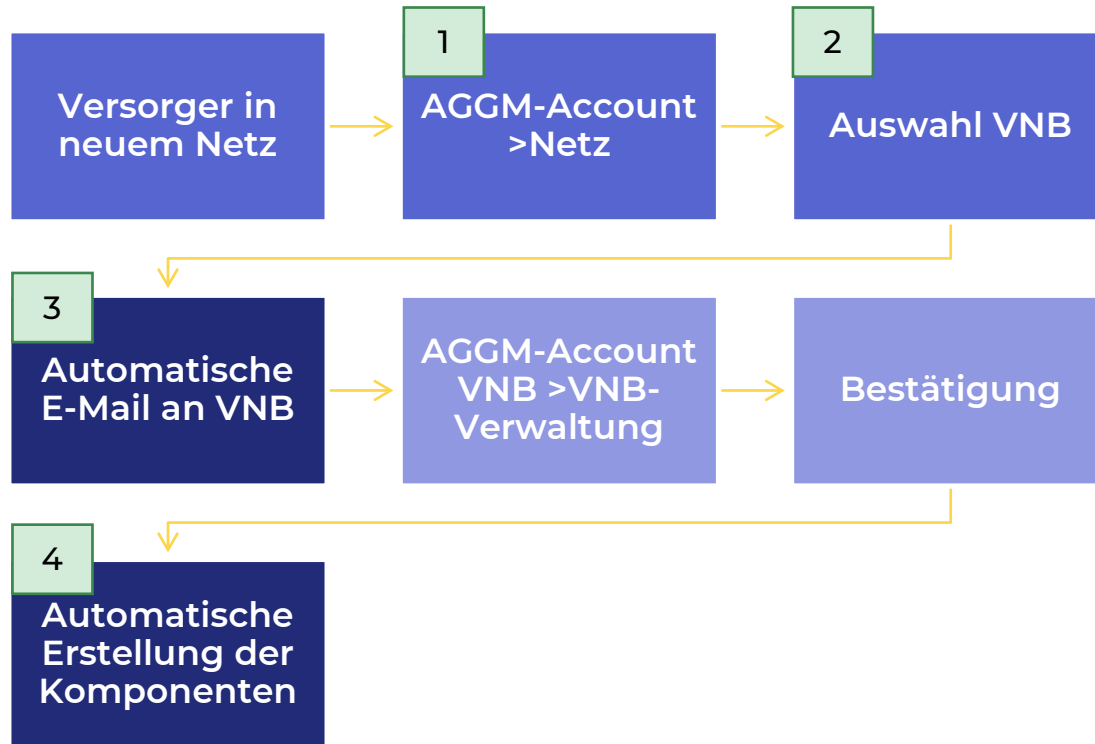 1
2
Versorger in
neuem Netz
AGGM-Account
>Netz
Auswahl VNB
3
Automatische
E-Mail an VNB
AGGM-Account
VNB >VNB-
Verwaltung
Bestätigung
4
Automatische
Erstellung der
Komponenten